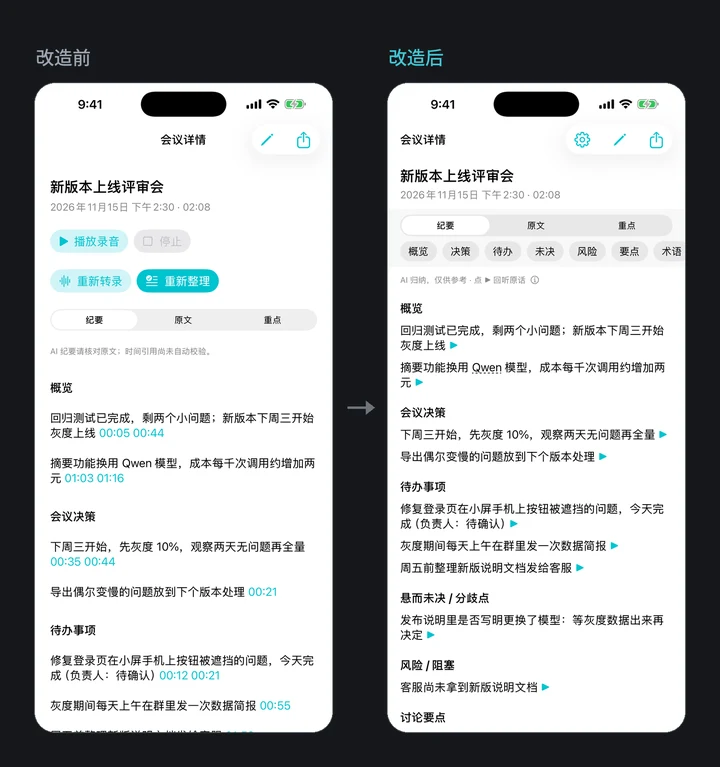 改造前
9:41
会议详情
新版本上线评审会
2026年11月15日 下午2:30 · 02:08
播放录音
停止
重新转录
重新整理
纪要 原文 重点
AI 纪要请核对原文；时间引用尚未自动校验。
概览
回归测试已完成，剩两个小问题；新版本下周三开始
灰度上线 00:05 00:44
摘要功能换用 Qwen 模型，成本每千次调用约增加两
元 01:03 01:16
会议决策
下周三开始，先灰度 10%，观察两天无问题再全量
00:35 00:44
导出偶尔变慢的问题放到下个版本处理 00:21
待办事项
修复登录页在小屏手机上按钮被遮挡的问题，今天完
成（负责人：待确认） 00:12 00:21
灰度期间每天上午在群里发一次数据简报 00:55
改造后
9:41
会议详情
新版本上线评审会
2026年11月15日 下午2:30 · 02:08
纪要 原文 重点
概览 决策 待办 未决 风险 要点 术语
AI 归纳，仅供参考 · 点 ▶ 回听原话
概览
回归测试已完成，剩两个小问题；新版本下周三开始
灰度上线 ▶
摘要功能换用 Qwen 模型，成本每千次调用约增加两
元 ▶
会议决策
下周三开始，先灰度 10%，观察两天无问题再全量 ▶
导出偶尔变慢的问题放到下个版本处理 ▶
待办事项
修复登录页在小屏手机上按钮被遮挡的问题，今天完
成（负责人：待确认） ▶
灰度期间每天上午在群里发一次数据简报 ▶
周五前整理新版说明文档发给客服 ▶
悬而未决 / 分歧点
发布说明里是否写明更换了模型：等灰度数据出来再
决定 ▶
风险 / 阻塞
客服尚未拿到新版说明文档 ▶
讨论要点